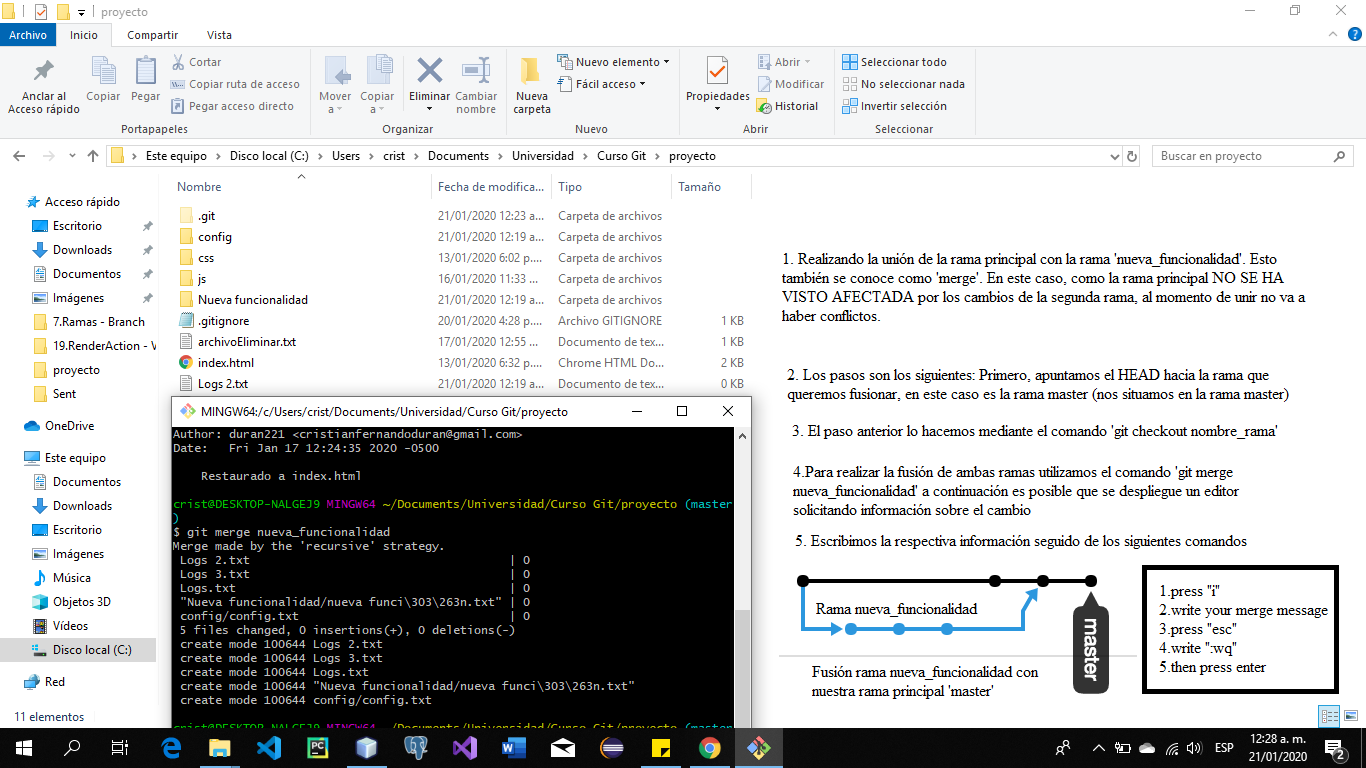 proyecto
Archivo Inicio Compartir Vista
Anclar al
Acceso rápido
Copiar
Pegar
Cortar
Copiar ruta de acceso
Pegar acceso directo
Portapapeles
Mover
a
Copiar
a
Eliminar
Cambiar
nombre
Organizar
Nueva
carpeta
Nuevo elemento
Fácil acceso
Nuevo
Propiedades
Abrir
Modificar
Historial
Abrir
Seleccionar todo
No seleccionar nada
Invertir selección
Seleccionar
Este equipo > Disco local (C:) > Users > crist > Documents > Universidad > Curso Git > proyecto
Buscar en proyecto
Acceso rápido
Escritorio
Downloads
Documentos
Imágenes
7.Ramas - Branch
19.RenderAction - V
proyecto
Sent
OneDrive
Este equipo
Documentos
Downloads
Escritorio
Imágenes
Música
Objetos 3D
Vídeos
Disco local (C:)
Red
11 elementos
Nombre Fecha de modifica... Tipo Tamaño
.git 21/01/2020 12:23 a... Carpeta de archivos
config 21/01/2020 12:19 a... Carpeta de archivos
css 13/01/2020 6:02 p.... Carpeta de archivos
js 16/01/2020 11:33 ... Carpeta de archivos
Nueva funcionalidad 21/01/2020 12:19 a... Carpeta de archivos
.gitignore 20/01/2020 4:28 p.... Archivo GITIGNORE 1 KB
archivoEliminar.txt 17/01/2020 12:55 ... Documento de tex... 1 KB
index.html 13/01/2020 6:32 p.... Chrome HTML Do... 2 KB
Logs 2.txt 21/01/2020 12:19 a... Documento de tex... 0 KB
MINGW64:/c/Users/crist/Documents/Universidad/Curso Git/proyecto
Author: duran221 <cristianfernandoduran@gmail.com>
Date:   Fri Jan 17 12:24:35 2020 -0500
Restaurado a index.html
crist@DESKTOP-NALGEJ9 MINGW64 ~/Documents/Universidad/Curso Git/proyecto (master
)
$ git merge nueva_funcionalidad
Merge made by the 'recursive' strategy.
Logs 2.txt | 0
Logs 3.txt | 0
Logs.txt | 0
"Nueva funcionalidad/nueva funci\303\263n.txt" | 0
config/config.txt | 0
5 files changed, 0 insertions(+), 0 deletions(-)
create mode 100644 Logs 2.txt
create mode 100644 Logs 3.txt
create mode 100644 Logs.txt
create mode 100644 "Nueva funcionalidad/nueva funci\303\263n.txt"
create mode 100644 config/config.txt
crist@DESKTOP-NALGEJ9 MINGW64 ~/Documents/Universidad/Curso Git/proyecto (master
1. Realizando la unión de la rama principal con la rama 'nueva_funcionalidad'. Esto
también se conoce como 'merge'. En este caso, como la rama principal NO SE HA
VISTO AFECTADA por los cambios de la segunda rama, al momento de unir no va a
haber conflictos.
2. Los pasos son los siguientes: Primero, apuntamos el HEAD hacia la rama que
queremos fusionar, en este caso es la rama master (nos situamos en la rama master)
3. El paso anterior lo hacemos mediante el comando 'git checkout nombre_rama'
4.Para realizar la fusión de ambas ramas utilizamos el comando 'git merge
nueva_funcionalidad' a continuación es posible que se despliegue un editor
solicitando información sobre el cambio
5. Escribimos la respectiva información seguido de los siguientes comandos
Rama nueva_funcionalidad
master
Fusión rama nueva_funcionalidad con
nuestra rama principal 'master'
1.press "i"
2.write your merge message
3.press "esc"
4.write ":wq"
5.then press enter
ESP
12:28 a. m.
21/01/2020
2